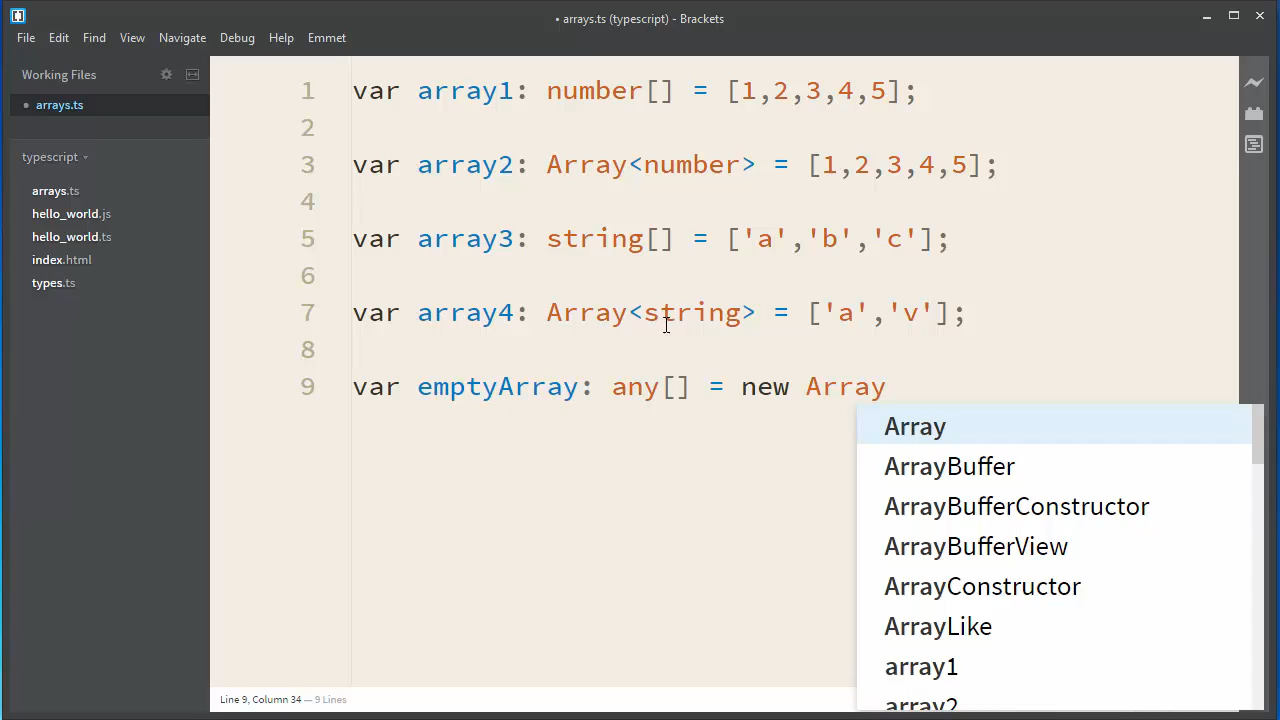 • arrays.ts (typescript) - Brackets
File Edit Find View Navigate Debug Help Emmet
Working Files
• arrays.ts
typescript
arrays.ts
hello_world.js
hello_world.ts
index.html
types.ts
1 var array1: number[] = [1,2,3,4,5];
2
3 var array2: Array<number> = [1,2,3,4,5];
4
5 var array3: string[] = ['a','b','c'];
6
7 var array4: Array<string> = ['a','v'];
8
9 var emptyArray: any[] = new Array
Array
ArrayBuffer
ArrayBufferConstructor
ArrayBufferView
ArrayConstructor
ArrayLike
array1
array2
Line 9, Column 34 — 9 Lines